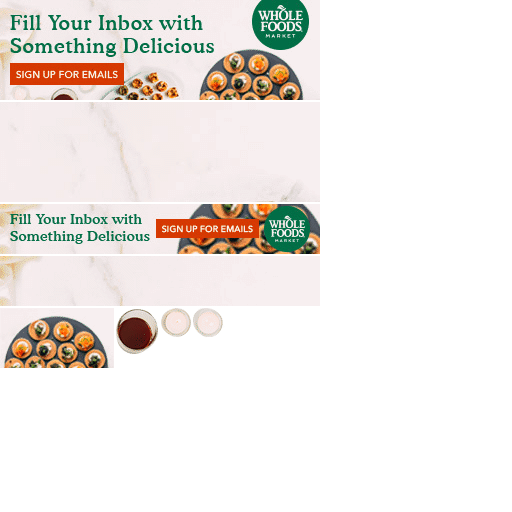 Fill Your Inbox with
Something Delicious
SIGN UP FOR EMAILS
WHOLE
FOODS
MARKET
Fill Your Inbox with
Something Delicious
SIGN UP FOR EMAILS
WHOLE
FOODS
MARKET